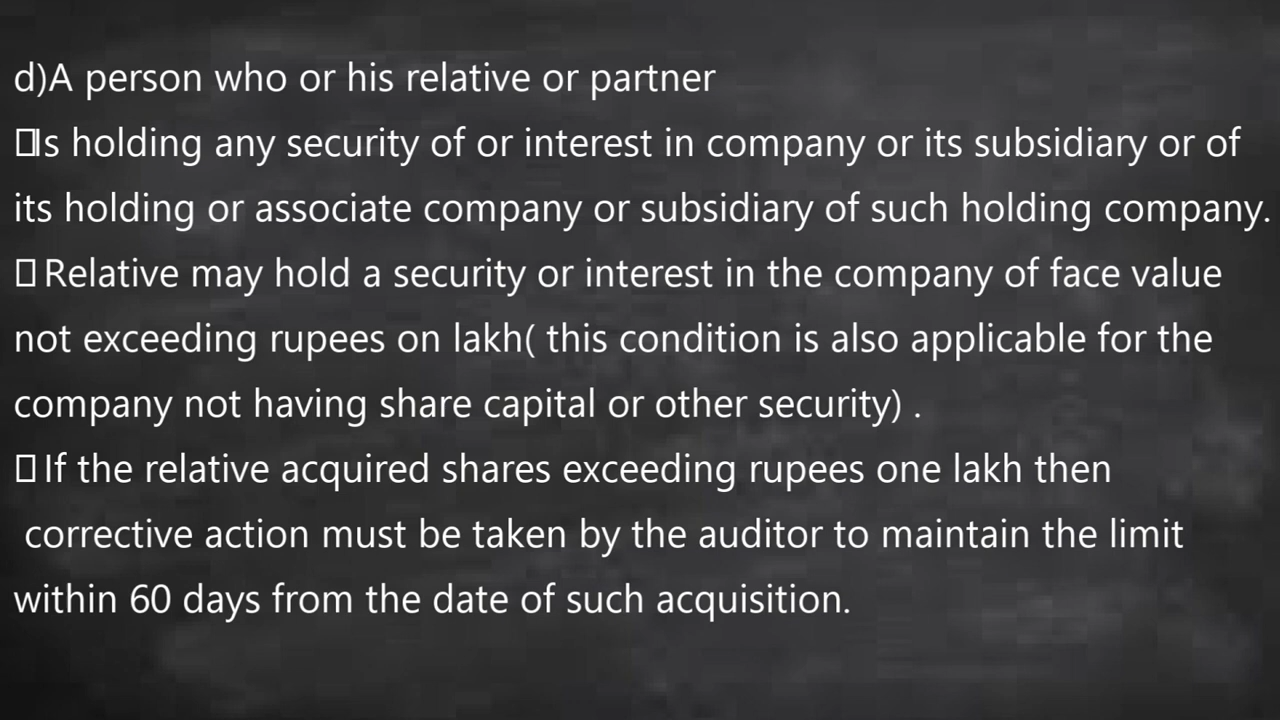 d)A person who or his relative or partner
▯Is holding any security of or interest in company or its subsidiary or of
its holding or associate company or subsidiary of such holding company.
▯ Relative may hold a security or interest in the company of face value
not exceeding rupees on lakh( this condition is also applicable for the
company not having share capital or other security) .
▯ If the relative acquired shares exceeding rupees one lakh then
corrective action must be taken by the auditor to maintain the limit
within 60 days from the date of such acquisition.